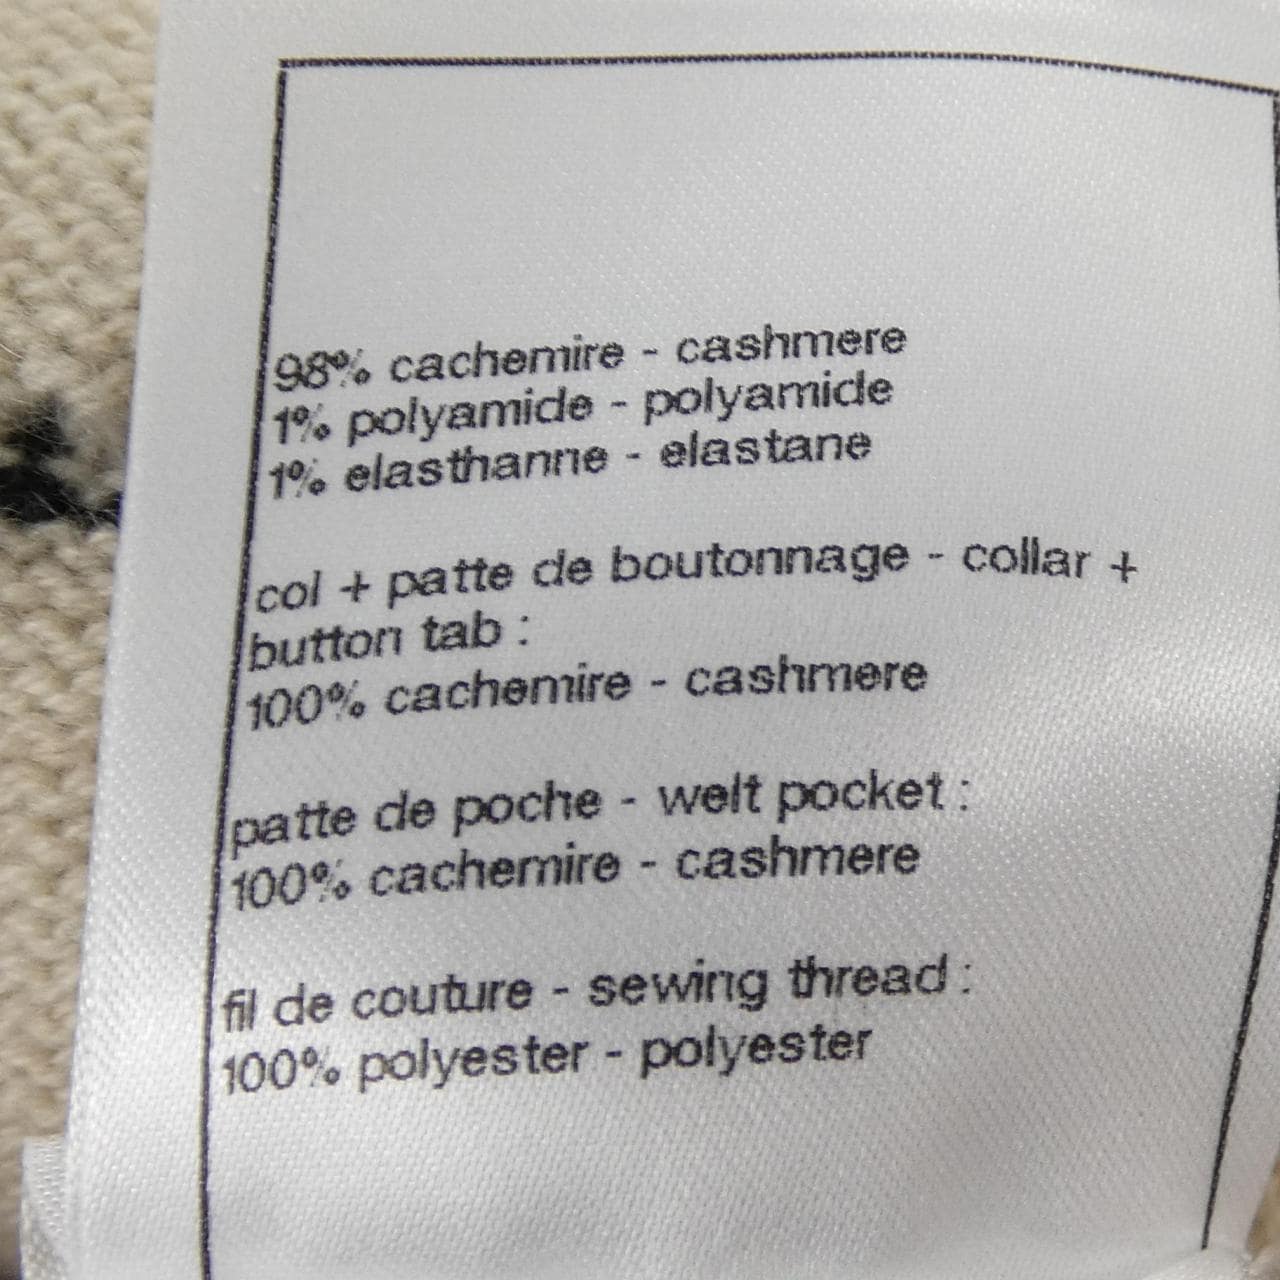 98% cachemire - cashmere
1% polyamide - polyamide
1% elasthanne - elastane
col + patte de boutonnage - collar +
button tab :
100% cachemire - cashmere
patte de poche - welt pocket :
100% cachemire - cashmere
fil de couture - sewing thread :
100% polyester - polyester